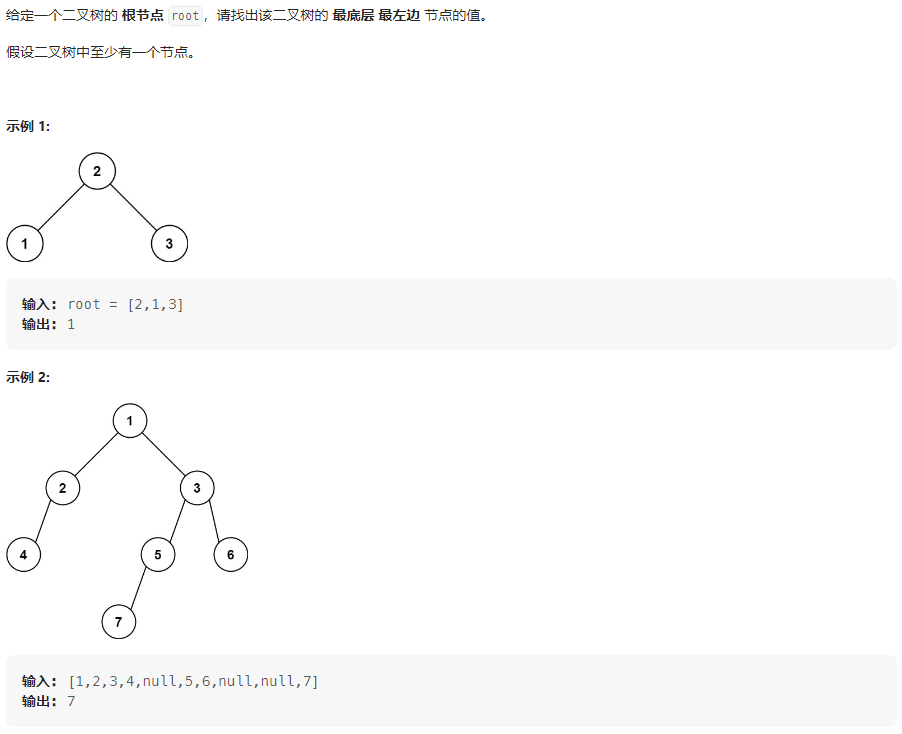 给定一个二叉树的 根节点 root，请找出该二叉树的 最底层 最左边 节点的值。
假设二叉树中至少有一个节点。
示例 1:
2
1 3
输入: root = [2,1,3]
输出: 1
示例 2:
1
2 3
4 5 6
7
输入: [1,2,3,4,null,5,6,null,null,7]
输出: 7